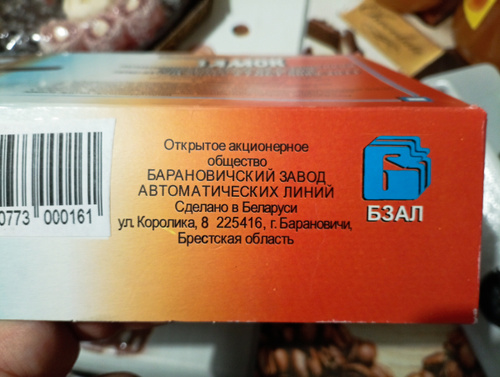 ЗАМОК
Открытое акционерное
общество
БАРАНОВИЧСКИЙ ЗАВОД
АВТОМАТИЧЕСКИХ ЛИНИЙ
Сделано в Беларуси
ул. Королика, 8 225416, г. Барановичи,
Брестская область
БЗАЛ
0773 000161